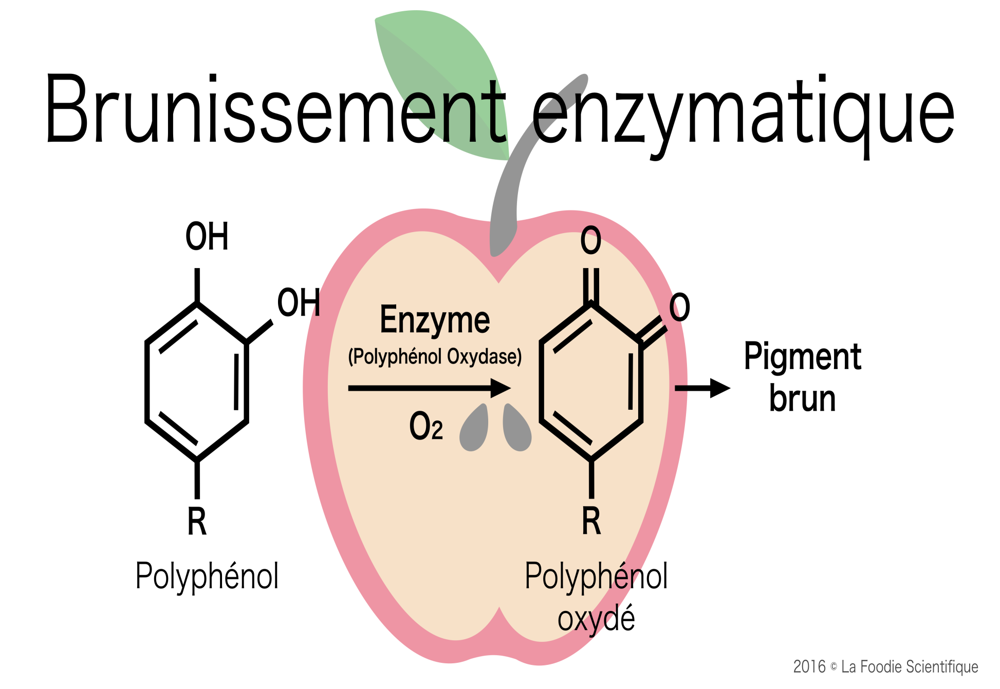 Brunissement enzymatique
OH
OH
R
Polyphénol
Enzyme
(Polyphénol Oxydase)
O2
O
O
R
Polyphénol
oxydé
Pigment
brun
2016 © La Foodie Scientifique